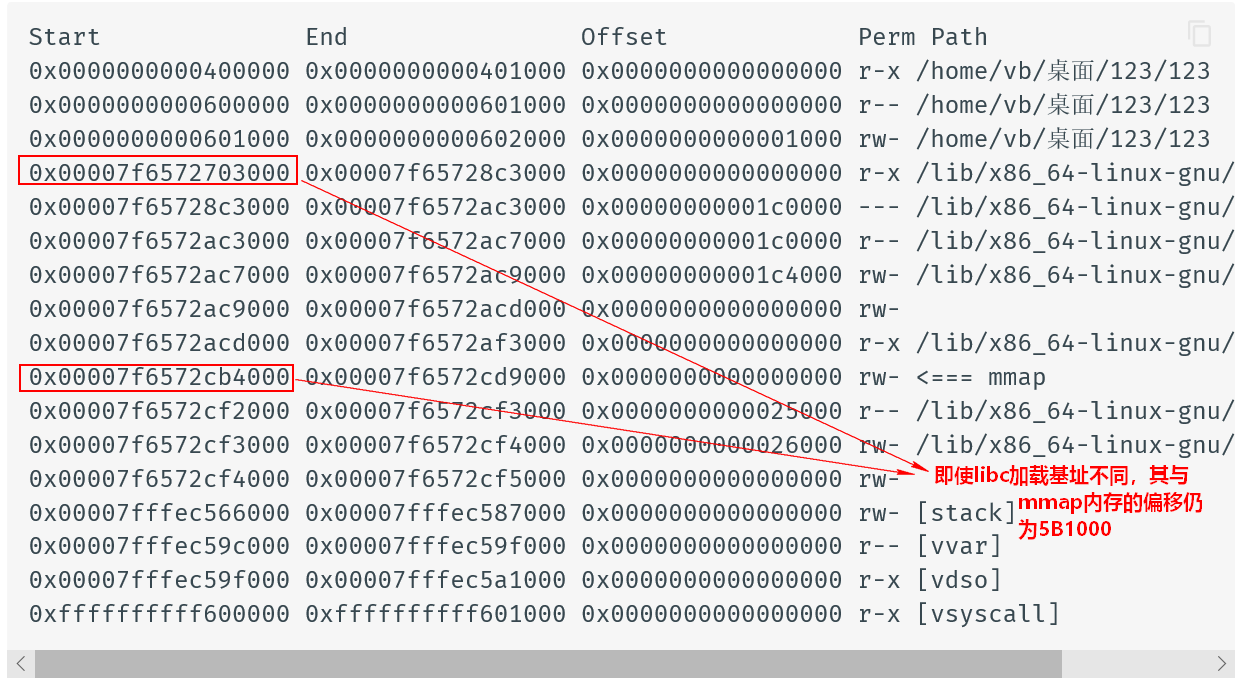 Start End Offset Perm Path
0x0000000000400000 0x0000000000401000 0x0000000000000000 r-x /home/vb/桌面/123/123
0x0000000000600000 0x0000000000601000 0x0000000000000000 r-- /home/vb/桌面/123/123
0x0000000000601000 0x0000000000602000 0x0000000000001000 rw- /home/vb/桌面/123/123
0x00007f6572703000 0x00007f65728c3000 0x0000000000000000 r-x /lib/x86_64-linux-gnu/
0x00007f65728c3000 0x00007f6572ac3000 0x00000000001c0000 --- /lib/x86_64-linux-gnu/
0x00007f6572ac3000 0x00007f6572ac7000 0x00000000001c0000 r-- /lib/x86_64-linux-gnu/
0x00007f6572ac7000 0x00007f6572ac9000 0x00000000001c4000 rw- /lib/x86_64-linux-gnu/
0x00007f6572ac9000 0x00007f6572acd000 0x0000000000000000 rw-
0x00007f6572acd000 0x00007f6572af3000 0x0000000000000000 r-x /lib/x86_64-linux-gnu/
0x00007f6572cb4000 0x00007f6572cd9000 0x0000000000000000 rw- <=== mmap
0x00007f6572cf2000 0x00007f6572cf3000 0x0000000000025000 r-- /lib/x86_64-linux-gnu/
0x00007f6572cf3000 0x00007f6572cf4000 0x0000000000026000 rw- /lib/x86_64-linux-gnu/
0x00007f6572cf4000 0x00007f6572cf5000 0x0000000000000000 rw-
即使libc加载基址不同，其与
mmap内存的偏移仍
为5B1000
0x00007fffec566000 0x00007fffec587000 0x0000000000000000 rw- [stack]
0x00007fffec59c000 0x00007fffec59f000 0x0000000000000000 r-- [vvar]
0x00007fffec59f000 0x00007fffec5a1000 0x0000000000000000 r-x [vdso]
0xffffffffff600000 0xffffffffff601000 0x0000000000000000 r-x [vsyscall]